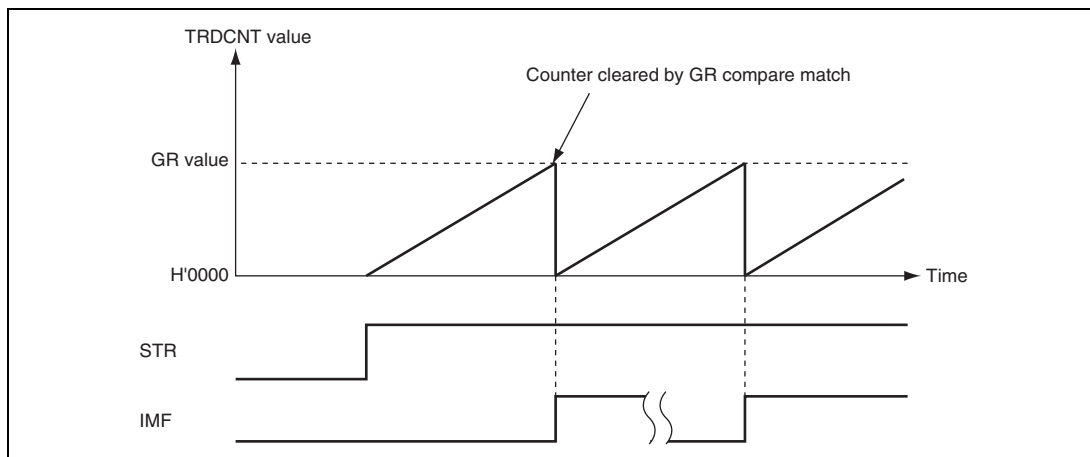 TRDCNT value
Counter cleared by GR compare match
GR value
H'0000
Time
STR
IMF